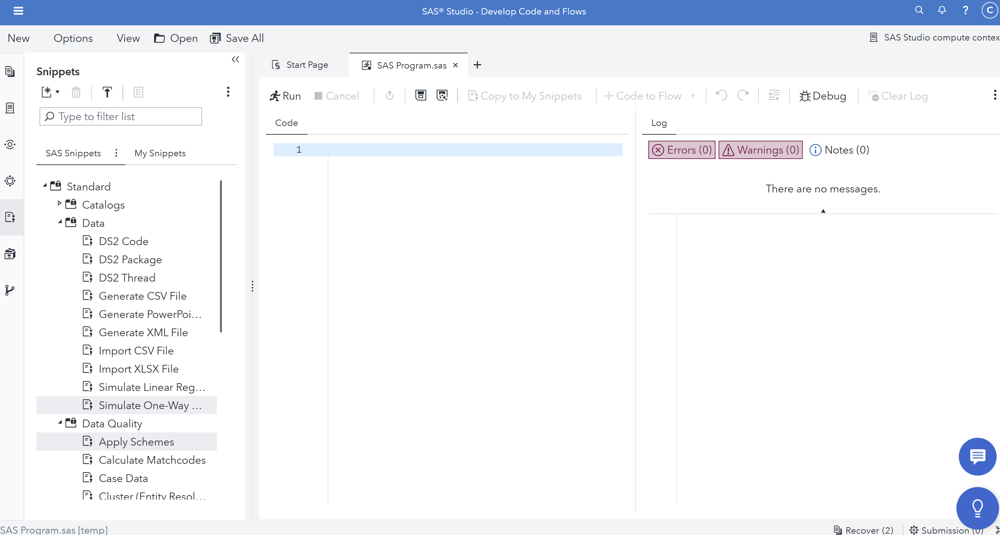 SAS® Studio - Develop Code and Flows
C
New Options View Open Save All
SAS Studio compute contex
Snippets
Type to filter list
SAS Snippets My Snippets
Standard
Catalogs
Data
DS2 Code
DS2 Package
DS2 Thread
Generate CSV File
Generate PowerPoi...
Generate XML File
Import CSV File
Import XLSX File
Simulate Linear Reg...
Simulate One-Way ...
Data Quality
Apply Schemes
Calculate Matchcodes
Case Data
Cluster (Entity Resol...
Start Page SAS Program.sas
Run Cancel Copy to My Snippets Code to Flow Debug Clear Log
Code
1
Log
Errors (0) Warnings (0) Notes (0)
There are no messages.
SAS Program.sas [temp]
Recover (2) Submission (0)